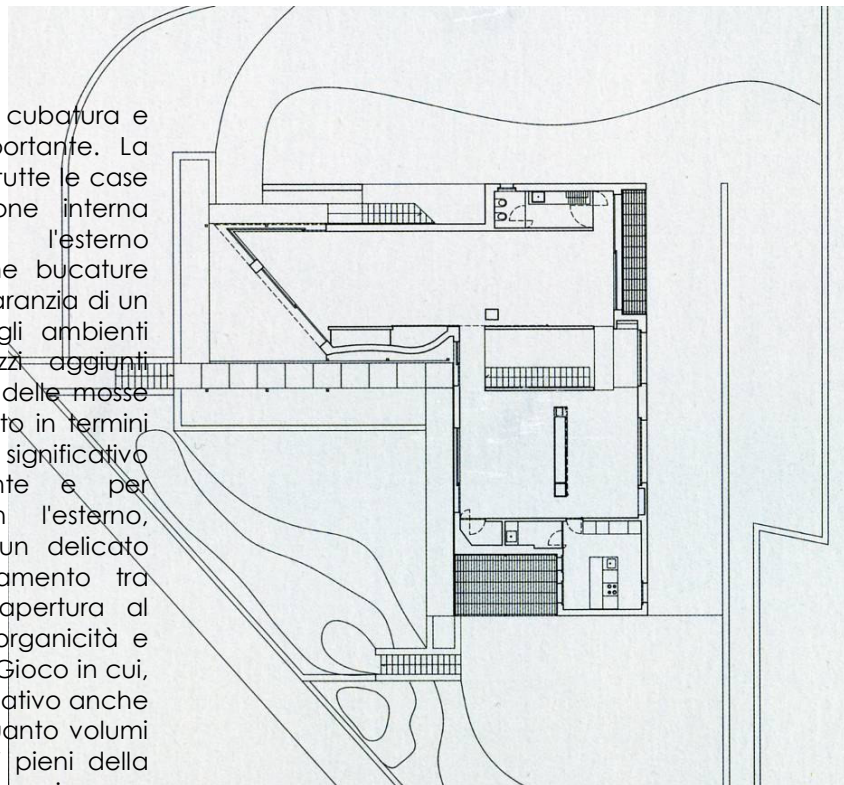 cubatura e
portante. La
tutte le case
one interna
l'esterno
ne bucature
aranzia di un
gli ambienti
zzi aggiunti
delle mosse
to in termini
significativo
nte e per
n l'esterno,
un delicato
amento tra
apertura al
organicità e
Gioco in cui,
ativo anche
uanto volumi
pieni della